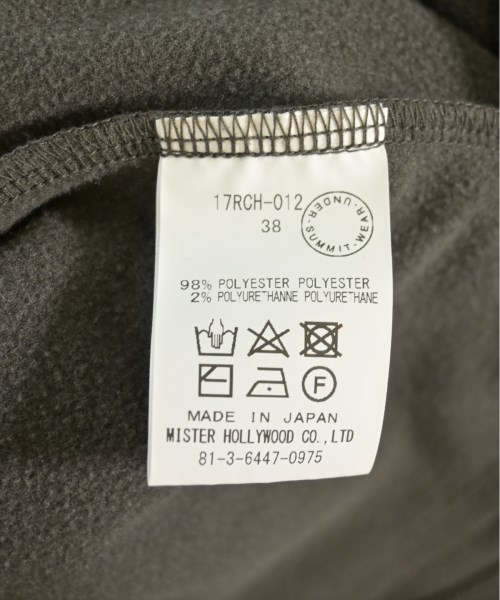 17RCH-012
38
UNDER·SUMMIT·WEAR·
98% POLYESTER POLYESTER
2% POLYURETHANNE POLYURETHANE
F
MADE IN JAPAN
MISTER HOLLYWOOD CO.,LTD
81-3-6447-0975